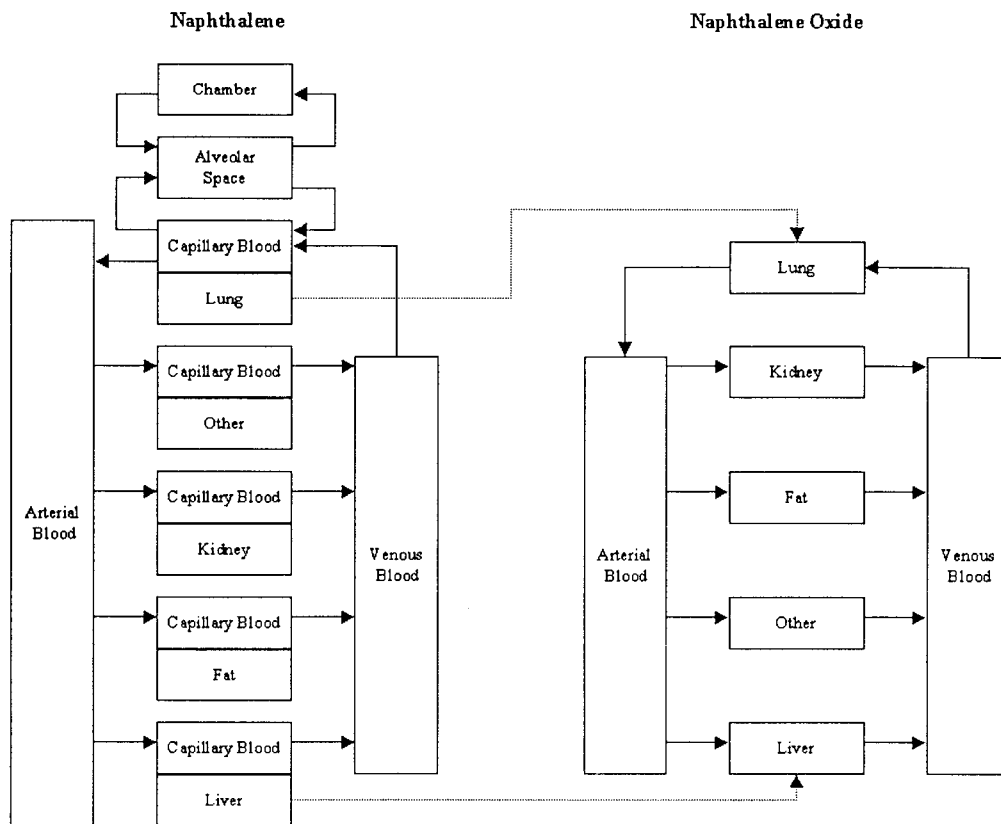 Naphthalene
Naphthalene Oxide
Chamber
Alveolar
Space
Capillary Blood
Lung
Capillary Blood
Other
Capillary Blood
Kidney
Capillary Blood
Fat
Capillary Blood
Liver
Arterial
Blood
Venous
Blood
Lung
Kidney
Fat
Other
Liver
Arterial
Blood
Venous
Blood